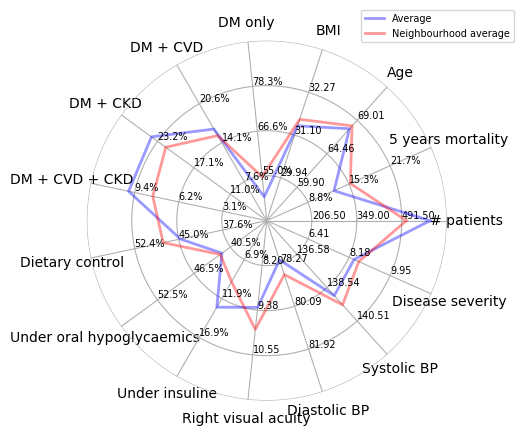 Average
Neighbourhood average
DM only
BMI
DM + CVD
Age
DM + CKD
5 years mortality
DM + CVD + CKD
# patients
Dietary control
Disease severity
Under oral hypoglycaemics
Systolic BP
Under insuline
Diastolic BP
Right visual acuity
78.3%
66.6%
55.0%
32.27
31.10
29.94
69.01
64.46
59.90
21.7%
15.3%
8.8%
206.50
349.00
491.50
6.41
8.18
9.95
136.58
138.54
140.51
78.27
80.09
81.92
8.20
9.38
10.55
6.9%
11.9%
16.9%
40.5%
46.5%
52.5%
37.6%
45.0%
52.4%
3.1%
6.2%
9.4%
11.0%
17.1%
23.2%
7.6%
14.1%
20.6%